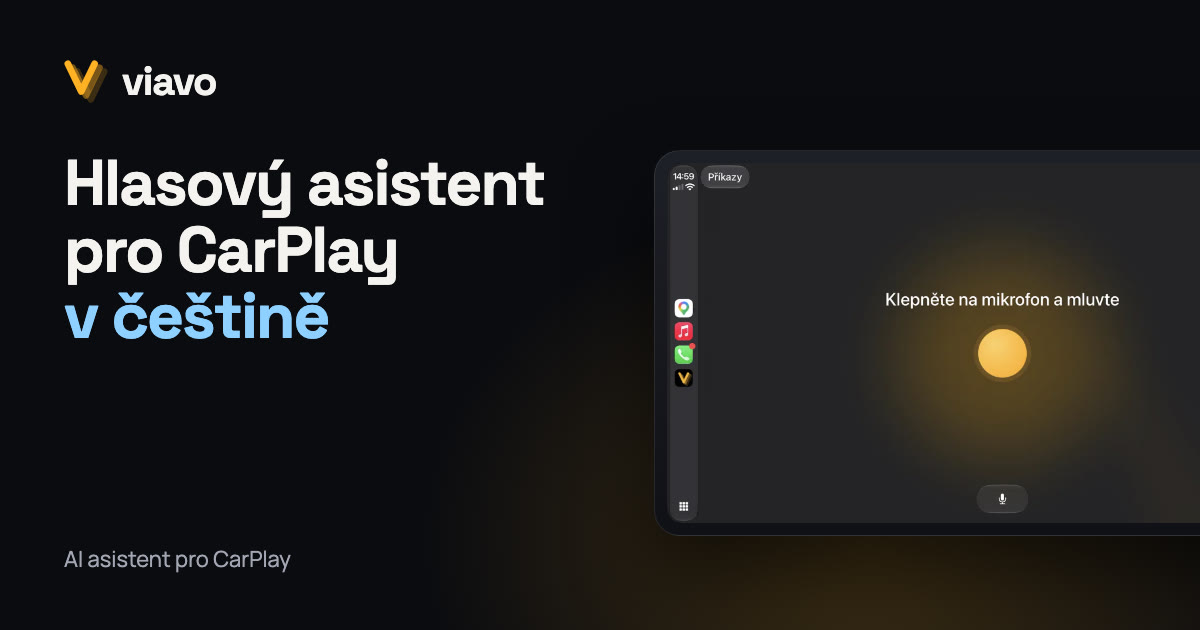 viavo
Hlasový asistent
pro CarPlay
v češtině
14:59
Příkazy
Klepněte na mikrofon a mluvte
AI asistent pro CarPlay